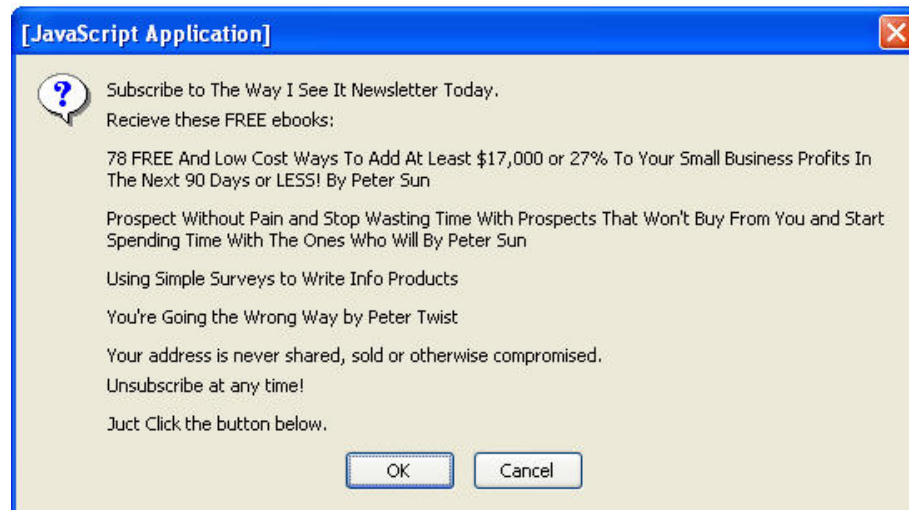 [JavaScript Application]
Subscribe to The Way I See It Newsletter Today.
Recieve these FREE ebooks:
78 FREE And Low Cost Ways To Add At Least $17,000 or 27% To Your Small Business Profits In
The Next 90 Days or LESS! By Peter Sun
Prospect Without Pain and Stop Wasting Time With Prospects That Won't Buy From You and Start
Spending Time With The Ones Who Will By Peter Sun
Using Simple Surveys to Write Info Products
You're Going the Wrong Way by Peter Twist
Your address is never shared, sold or otherwise compromised.
Unsubscribe at any time!
Juct Click the button below.
OK Cancel